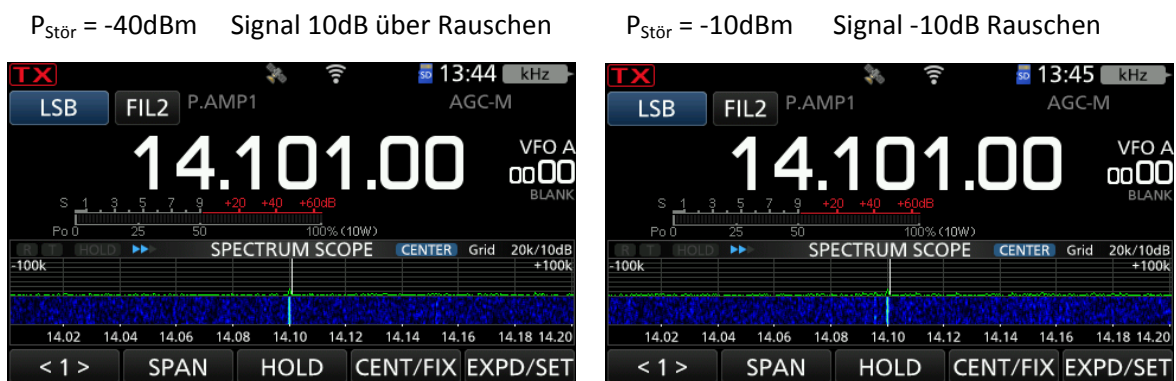 P_Stör = -40dBm Signal 10dB über Rauschen
TX SD 13:44 kHz
LSB FIL2 P.AMP1 AGC-M
14.101.00 VFO A
00 00
BLANK
S 1 3 5 7 9 +20 +40 +60dB
Po 0 25 50 100% (10W)
R T HOLD SPECTRUM SCOPE CENTER Grid 20k/10dB
-100k +100k
14.02 14.04 14.06 14.08 14.10 14.12 14.14 14.16 14.18 14.20
< 1 > SPAN HOLD CENT/FIX EXPD/SET
P_Stör = -10dBm Signal -10dB Rauschen
TX SD 13:45 kHz
LSB FIL2 P.AMP1 AGC-M
14.101.00 VFO A
00 00
BLANK
S 1 3 5 7 9 +20 +40 +60dB
Po 0 25 50 100% (10W)
R T HOLD SPECTRUM SCOPE CENTER Grid 20k/10dB
-100k +100k
14.02 14.04 14.06 14.08 14.10 14.12 14.14 14.16 14.18 14.20
< 1 > SPAN HOLD CENT/FIX EXPD/SET